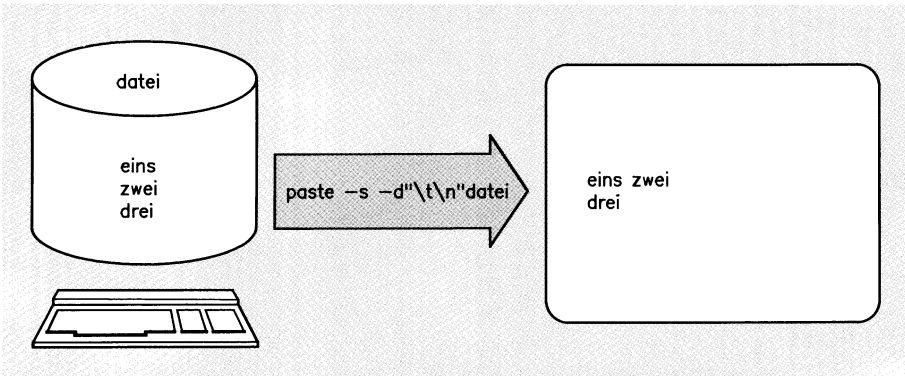 datei
eins
zwei
drei
paste -s -d"\t\n"datei
eins zwei
drei